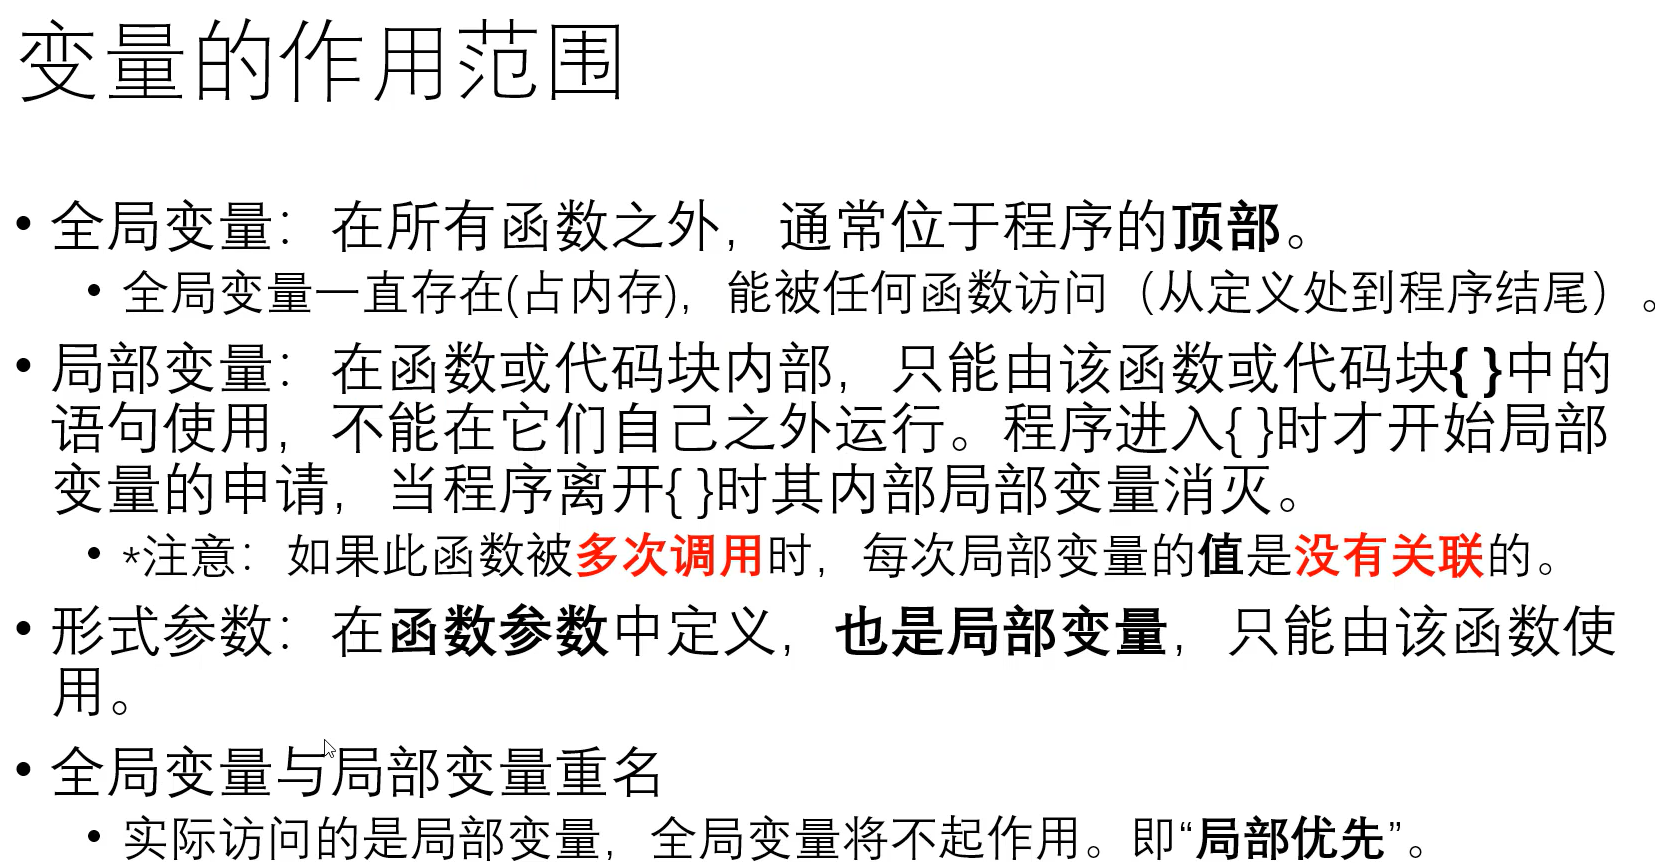 变量的作用范围
• 全局变量：在所有函数之外，通常位于程序的顶部。
• 全局变量一直存在(占内存)，能被任何函数访问（从定义处到程序结尾）。
• 局部变量：在函数或代码块内部，只能由该函数或代码块{ }中的
语句使用，不能在它们自己之外运行。程序进入{ }时才开始局部
变量的申请，当程序离开{ }时其内部局部变量消灭。
• *注意：如果此函数被多次调用时，每次局部变量的值是没有关联的。
• 形式参数：在函数参数中定义，也是局部变量，只能由该函数使
用。
• 全局变量与局部变量重名
• 实际访问的是局部变量，全局变量将不起作用。即“局部优先”。